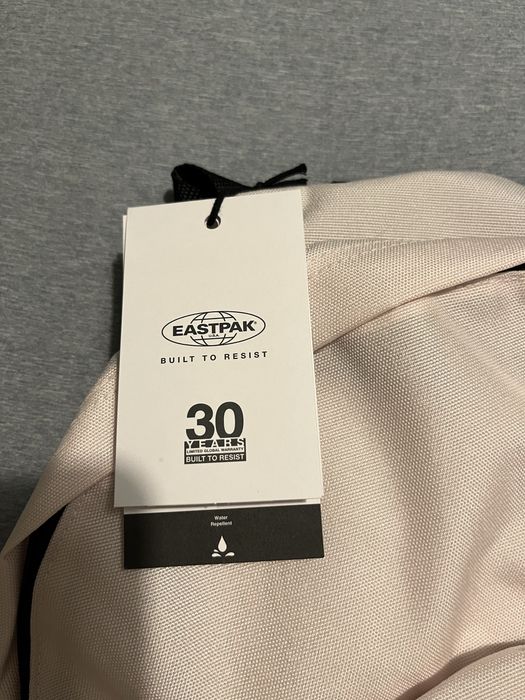 EASTPAK
U.S.A.
BUILT TO RESIST
30
YEARS
LIMITED GLOBAL WARRANTY
BUILT TO RESIST
Water
Repellent